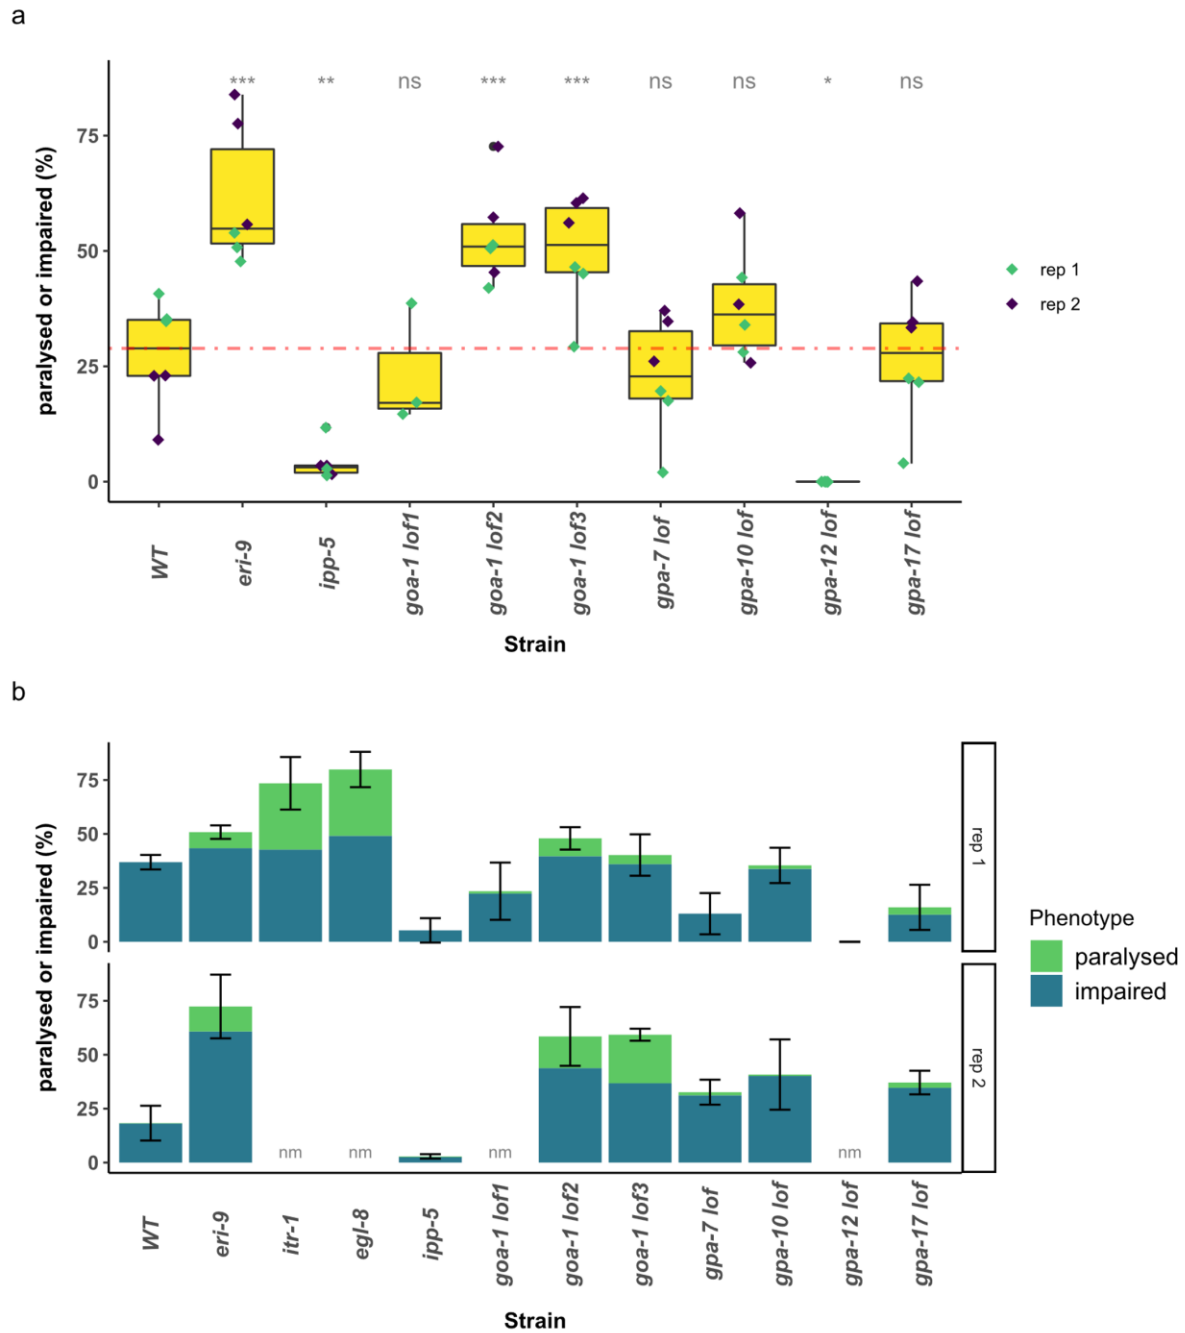 a
*** ** ns *** *** ns ns * ns
paralysed or impaired (%)
75
50
25
0
rep 1
rep 2
WT
eri-9
ipp-5
goa-1 lof1
goa-1 lof2
goa-1 lof3
gpa-7 lof
gpa-10 lof
gpa-12 lof
gpa-17 lof
Strain
b
paralysed or impaired (%)
75
50
25
0
rep 1
75
50
25
0
nm nm nm nm
rep 2
Phenotype
paralysed
impaired
WT
eri-9
itr-1
egl-8
ipp-5
goa-1 lof1
goa-1 lof2
goa-1 lof3
gpa-7 lof
gpa-10 lof
gpa-12 lof
gpa-17 lof
Strain